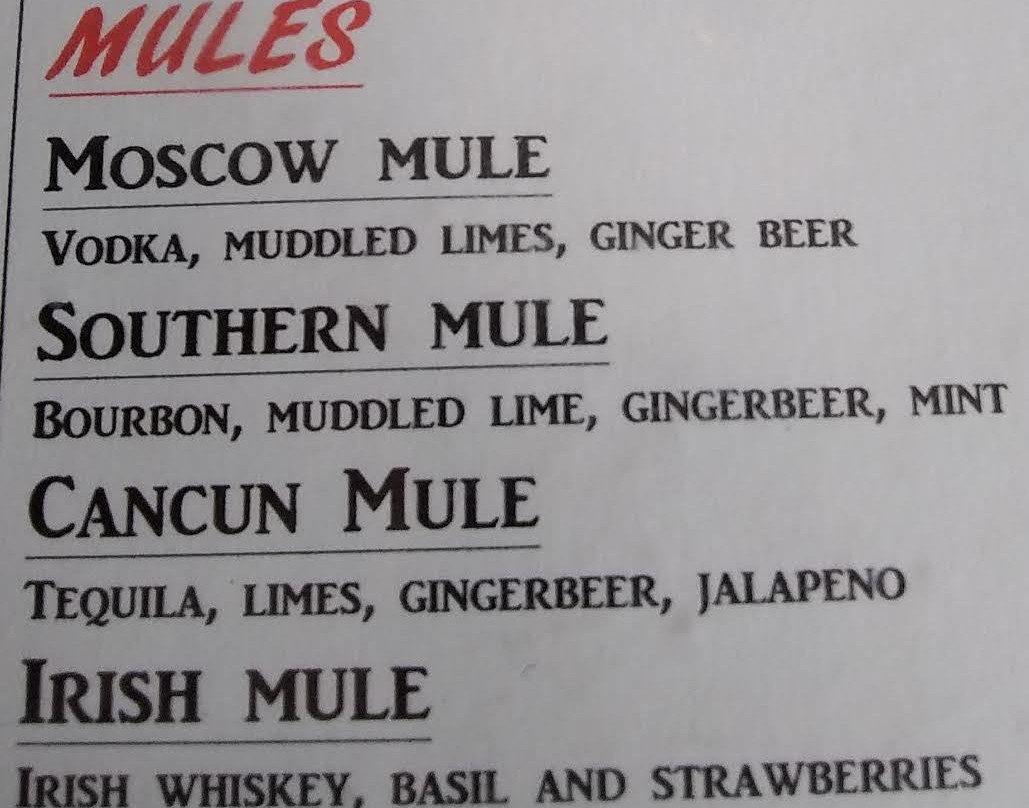 MULES
MOSCOW MULE
VODKA, MUDDLED LIMES, GINGER BEER
SOUTHERN MULE
BOURBON, MUDDLED LIME, GINGERBEER, MINT
CANCUN MULE
TEQUILA, LIMES, GINGERBEER, JALAPENO
IRISH MULE
IRISH WHISKEY, BASIL AND STRAWBERRIES